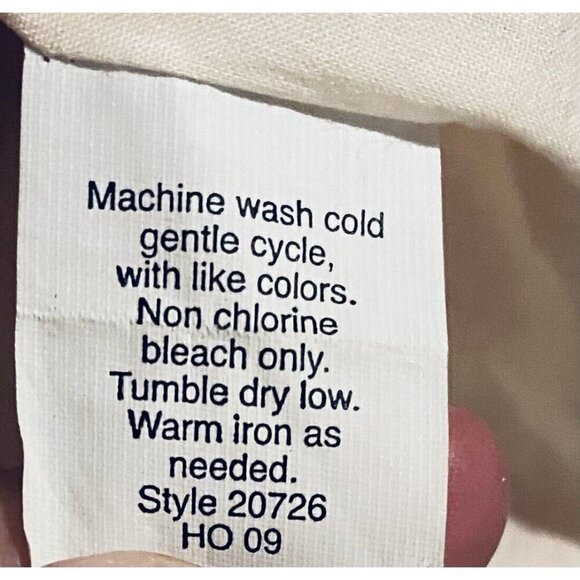 Machine wash cold
gentle cycle,
with like colors.
Non chlorine
bleach only.
Tumble dry low.
Warm iron as
needed.
Style 20726
HO 09